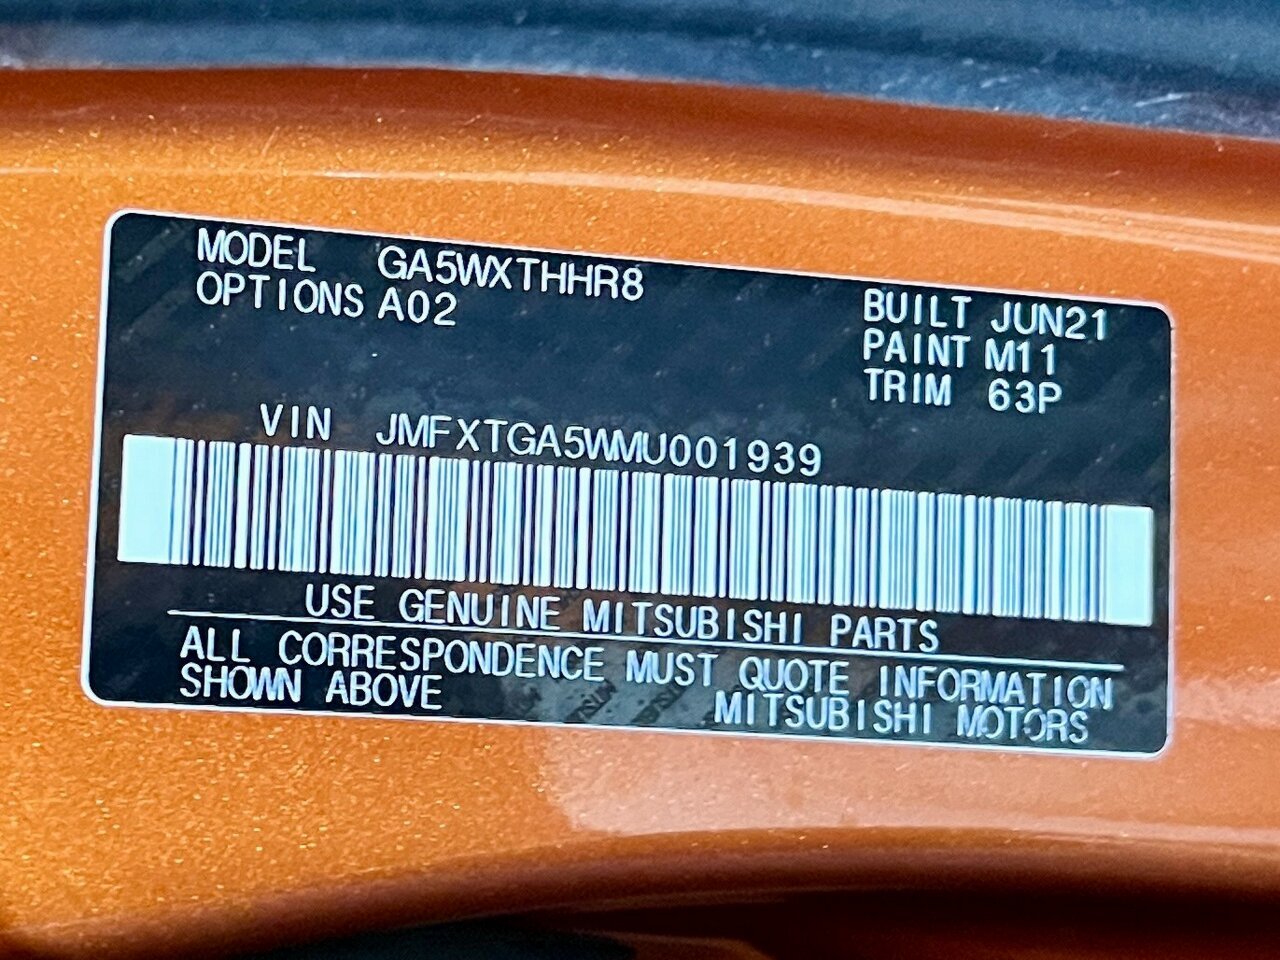 MODEL GA5WXTHHR8
OPTIONS A02
BUILT JUN21
PAINT M11
TRIM 63P
VIN JMFXTGA5WMU001939
USE GENUINE MITSUBISHI PARTS
ALL CORRESPONDENCE MUST QUOTE INFORMATION
SHOWN ABOVE MITSUBISHI MOTORS